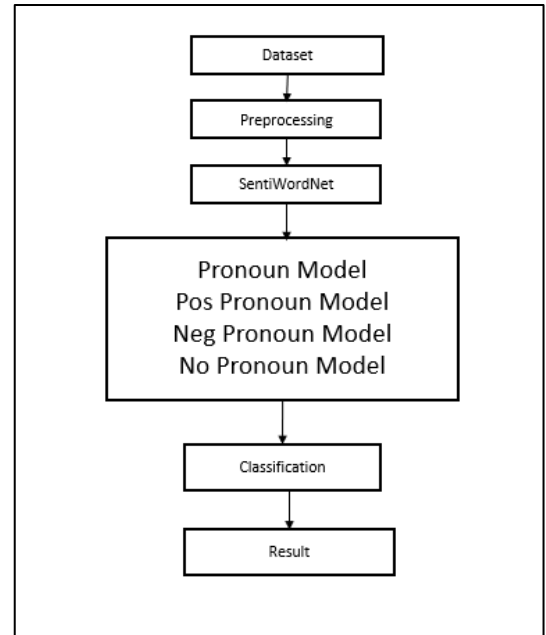 Dataset
Preprocessing
SentiWordNet
Pronoun Model
Pos Pronoun Model
Neg Pronoun Model
No Pronoun Model
Classification
Result